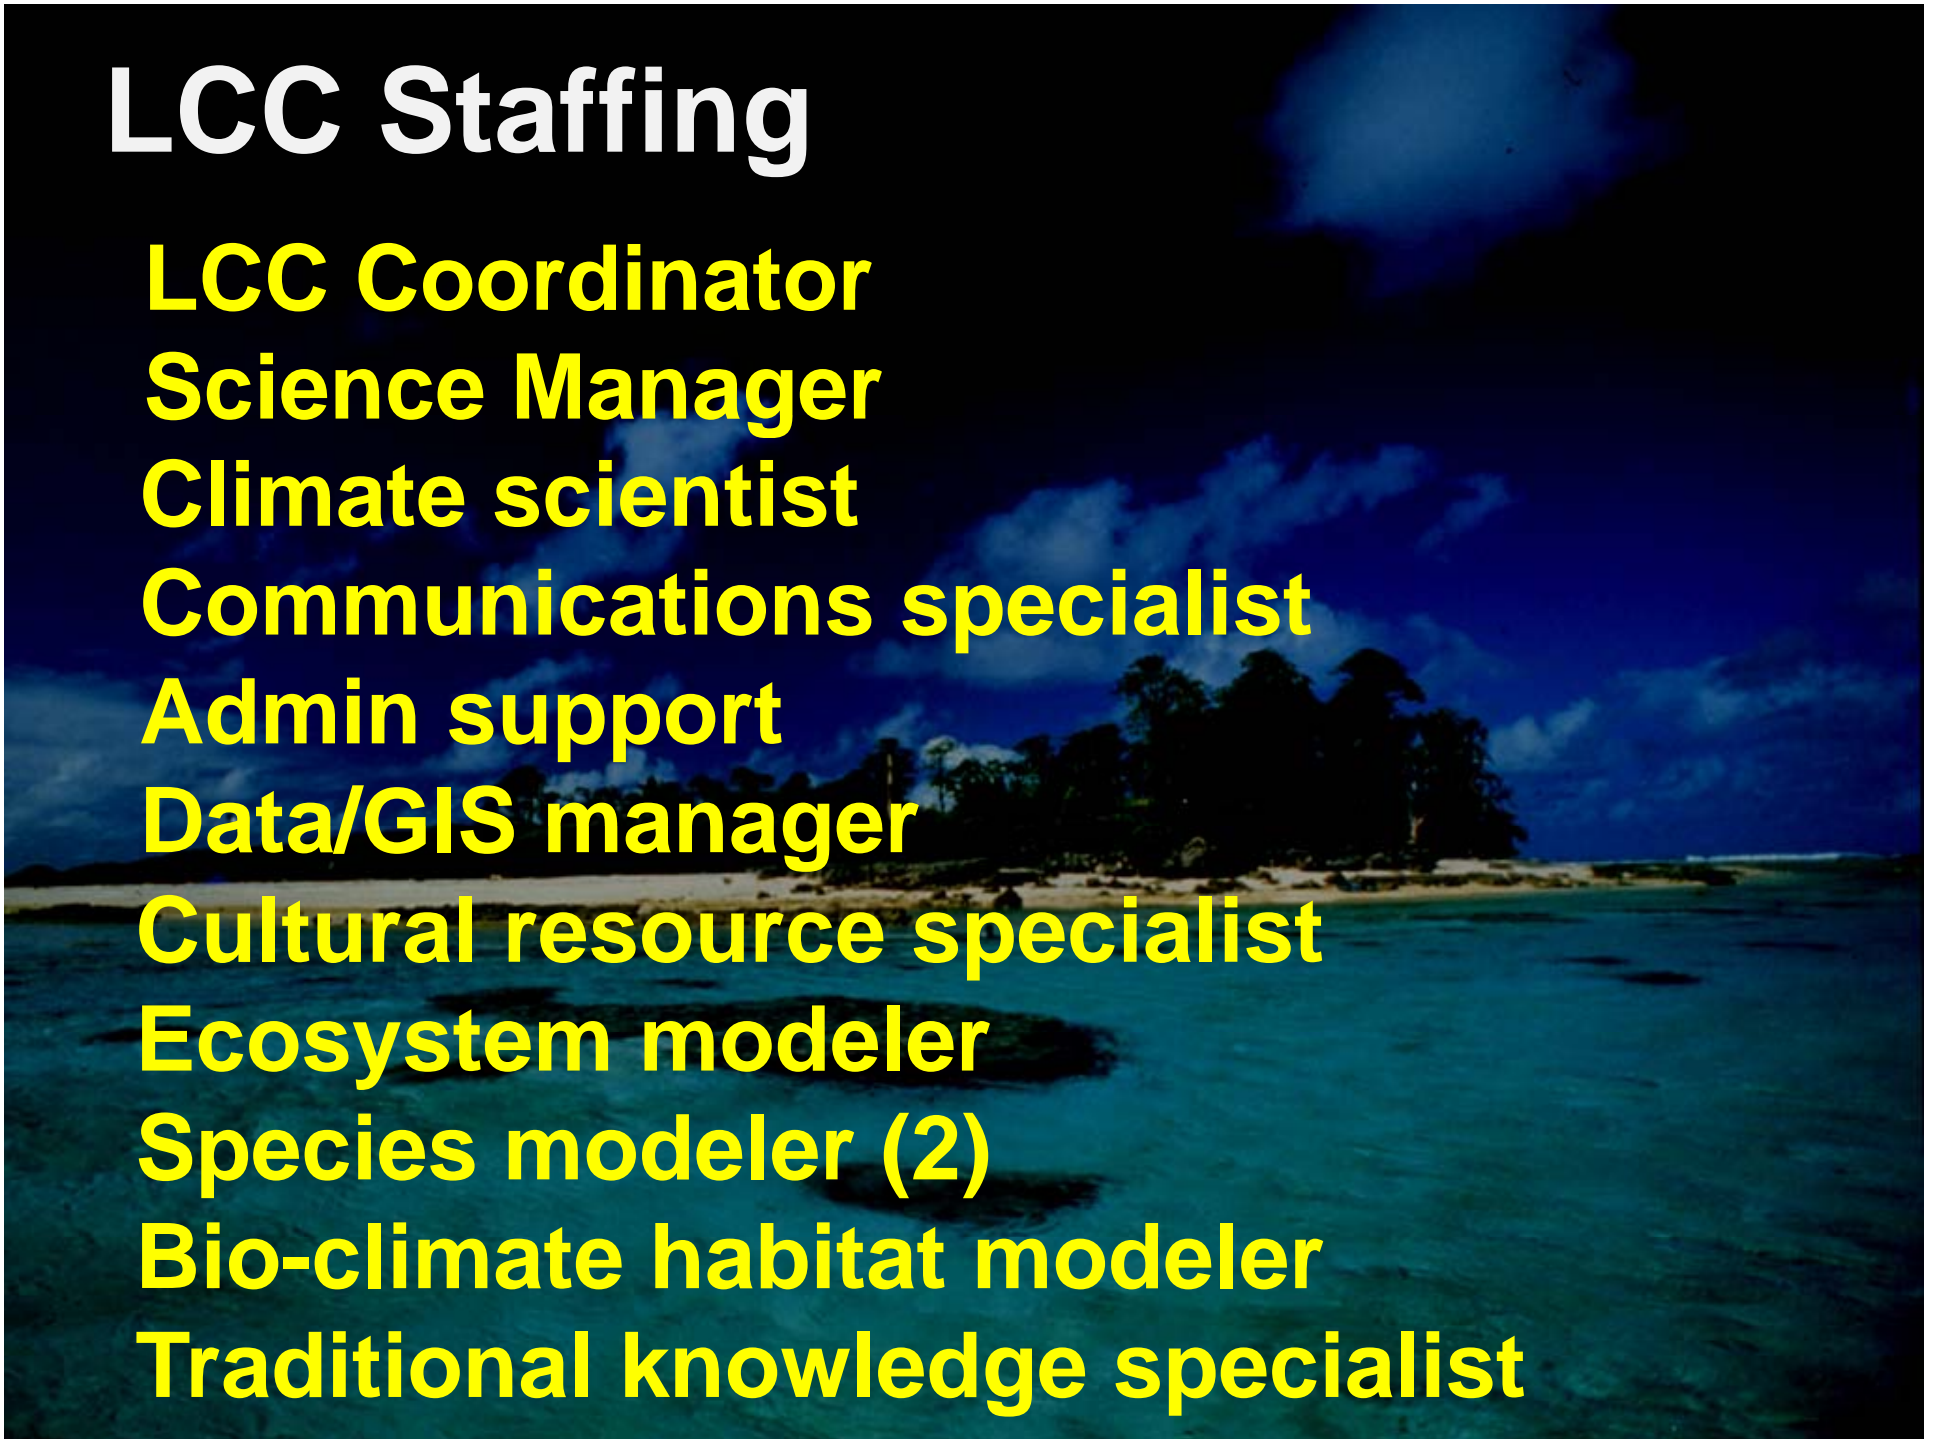 LCC Staffing
LCC Coordinator
Science Manager
Climate scientist
Communications specialist
Admin support
Data/GIS manager
Cultural resource specialist
Ecosystem modeler
Species modeler (2)
Bio-climate habitat modeler
Traditional knowledge specialist